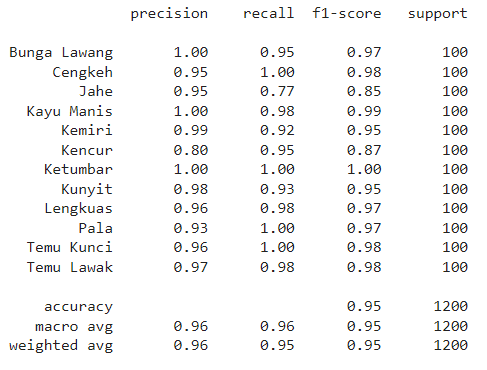 precision recall f1-score support
Bunga Lawang 1.00 0.95 0.97 100
Cengkeh 0.95 1.00 0.98 100
Jahe 0.95 0.77 0.85 100
Kayu Manis 1.00 0.98 0.99 100
Kemiri 0.99 0.92 0.95 100
Kencur 0.80 0.95 0.87 100
Ketumbar 1.00 1.00 1.00 100
Kunyit 0.98 0.93 0.95 100
Lengkuas 0.96 0.98 0.97 100
Pala 0.93 1.00 0.97 100
Temu Kunci 0.96 1.00 0.98 100
Temu Lawak 0.97 0.98 0.98 100
accuracy 0.95 1200
macro avg 0.96 0.96 0.95 1200
weighted avg 0.96 0.95 0.95 1200